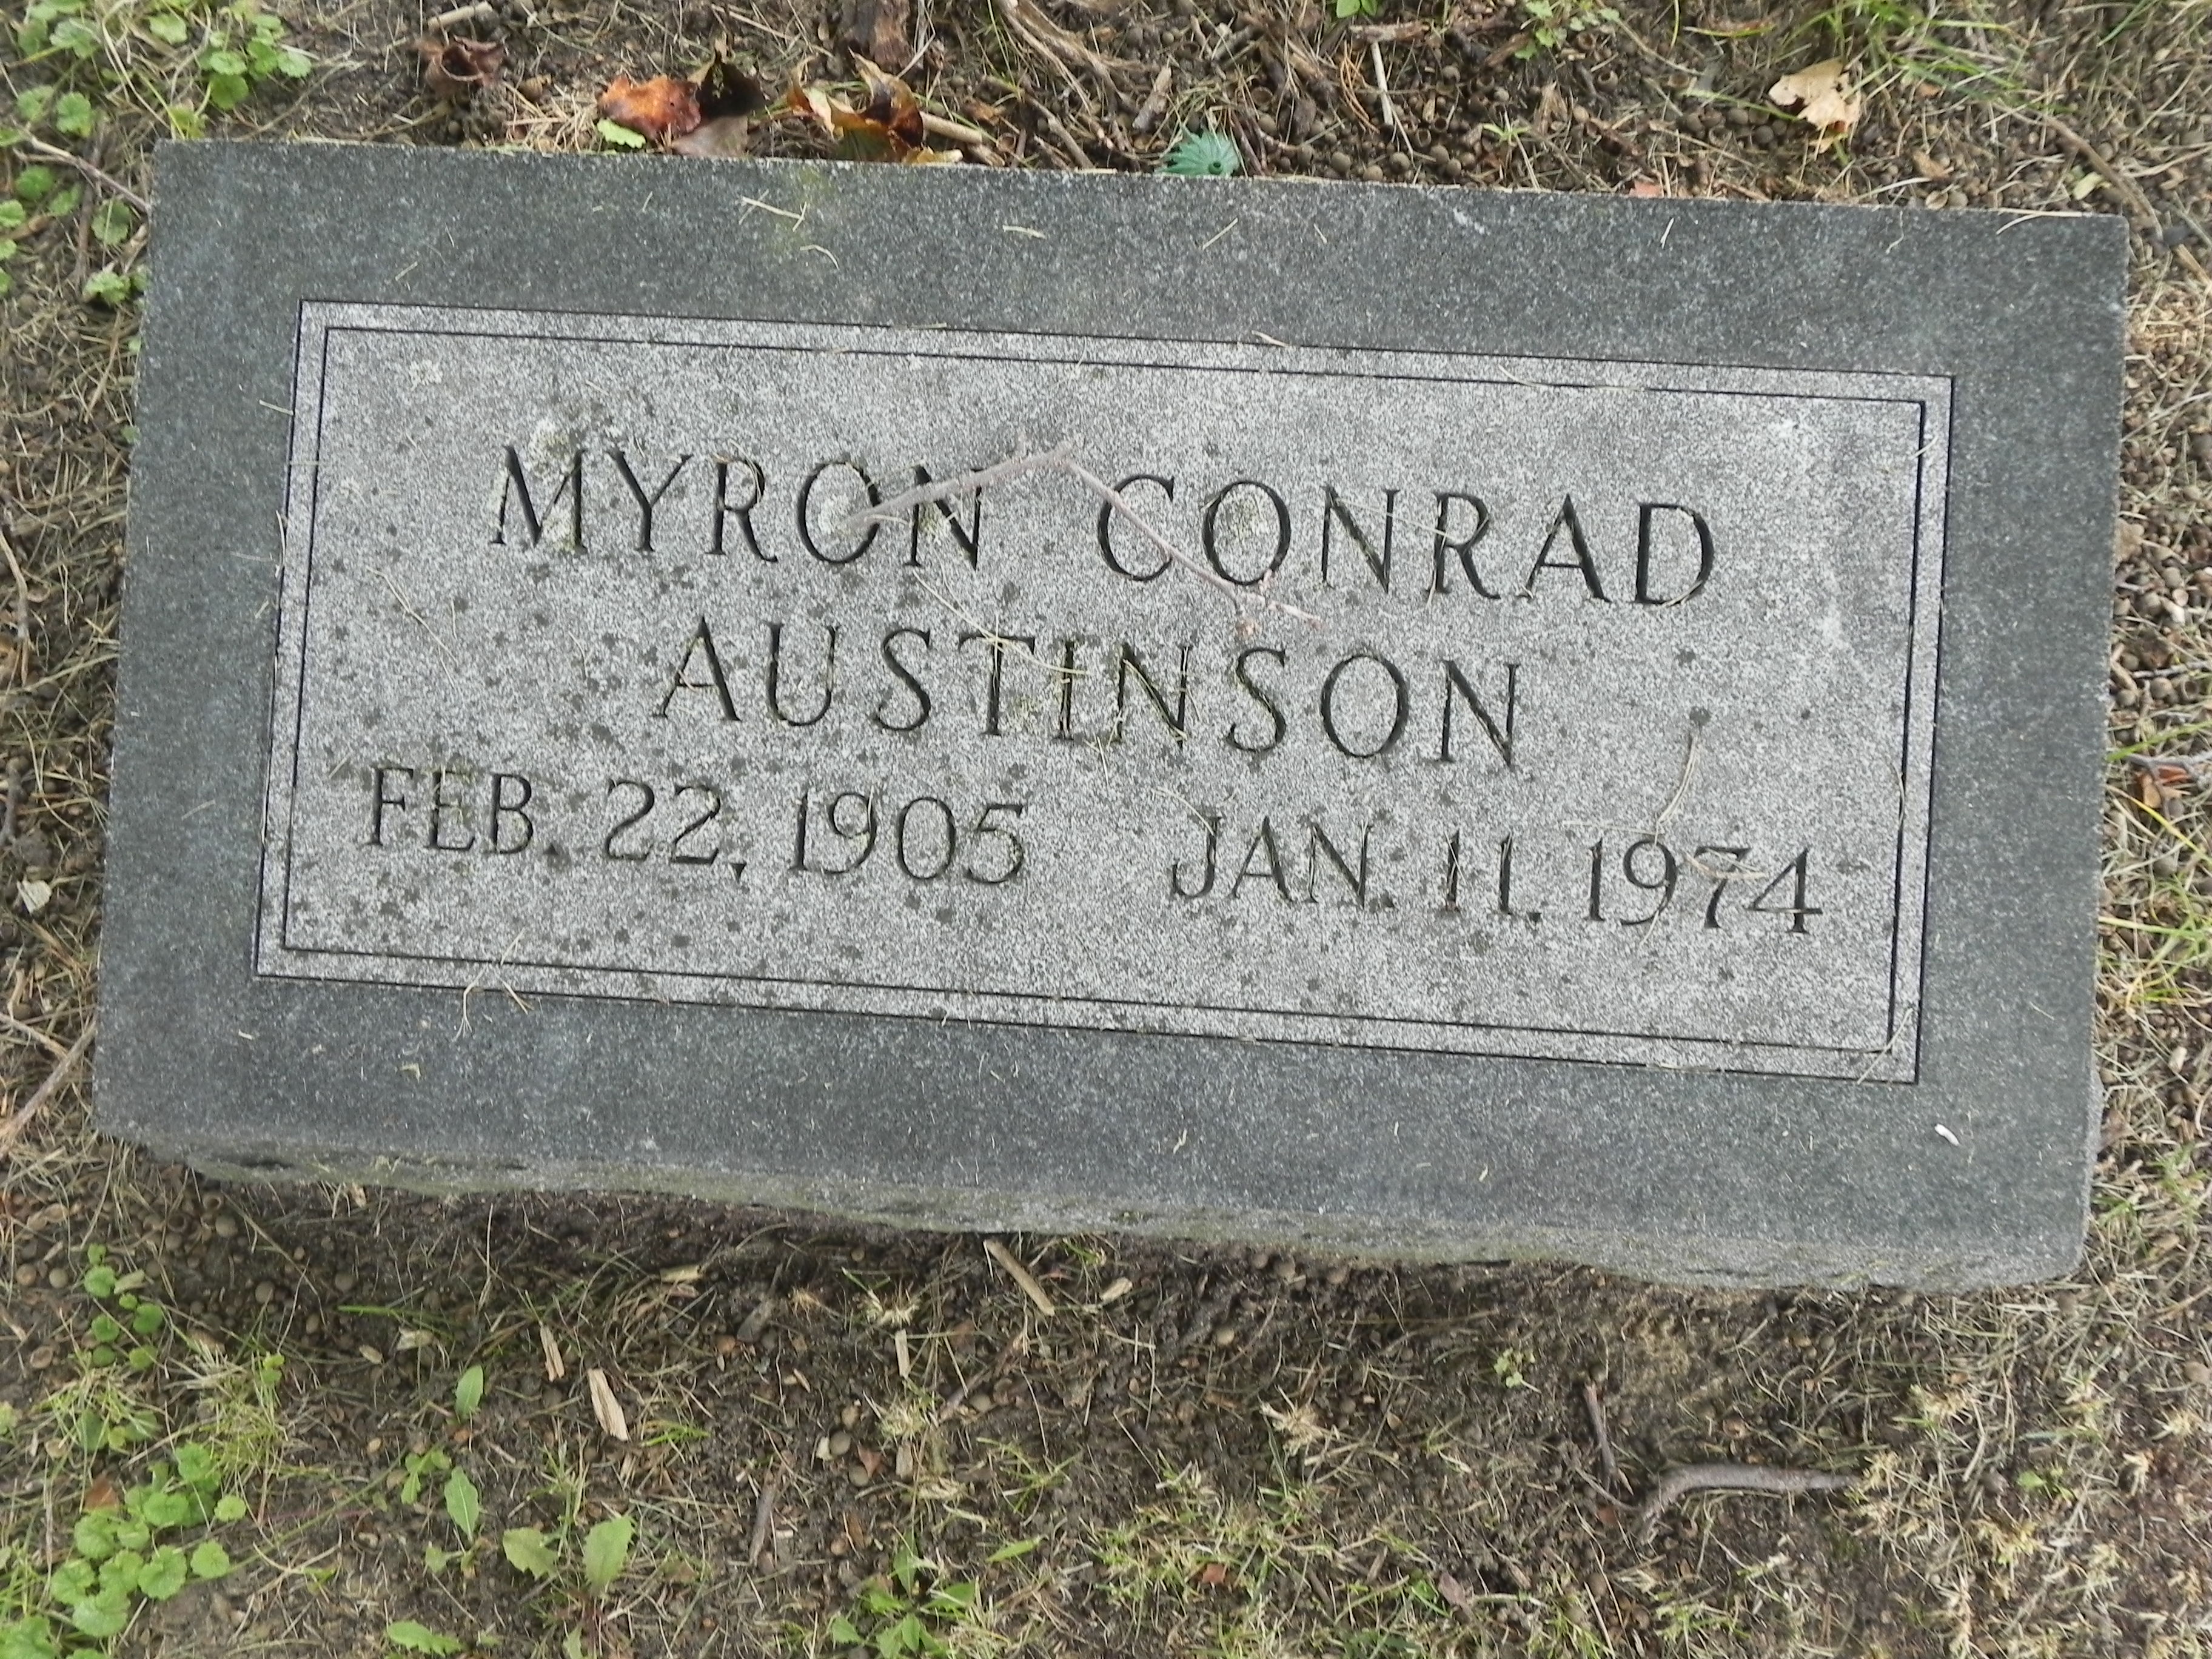 MYRON CONRAD
AUSTINSON
FEB. 22, 1905 JAN. 11, 1974